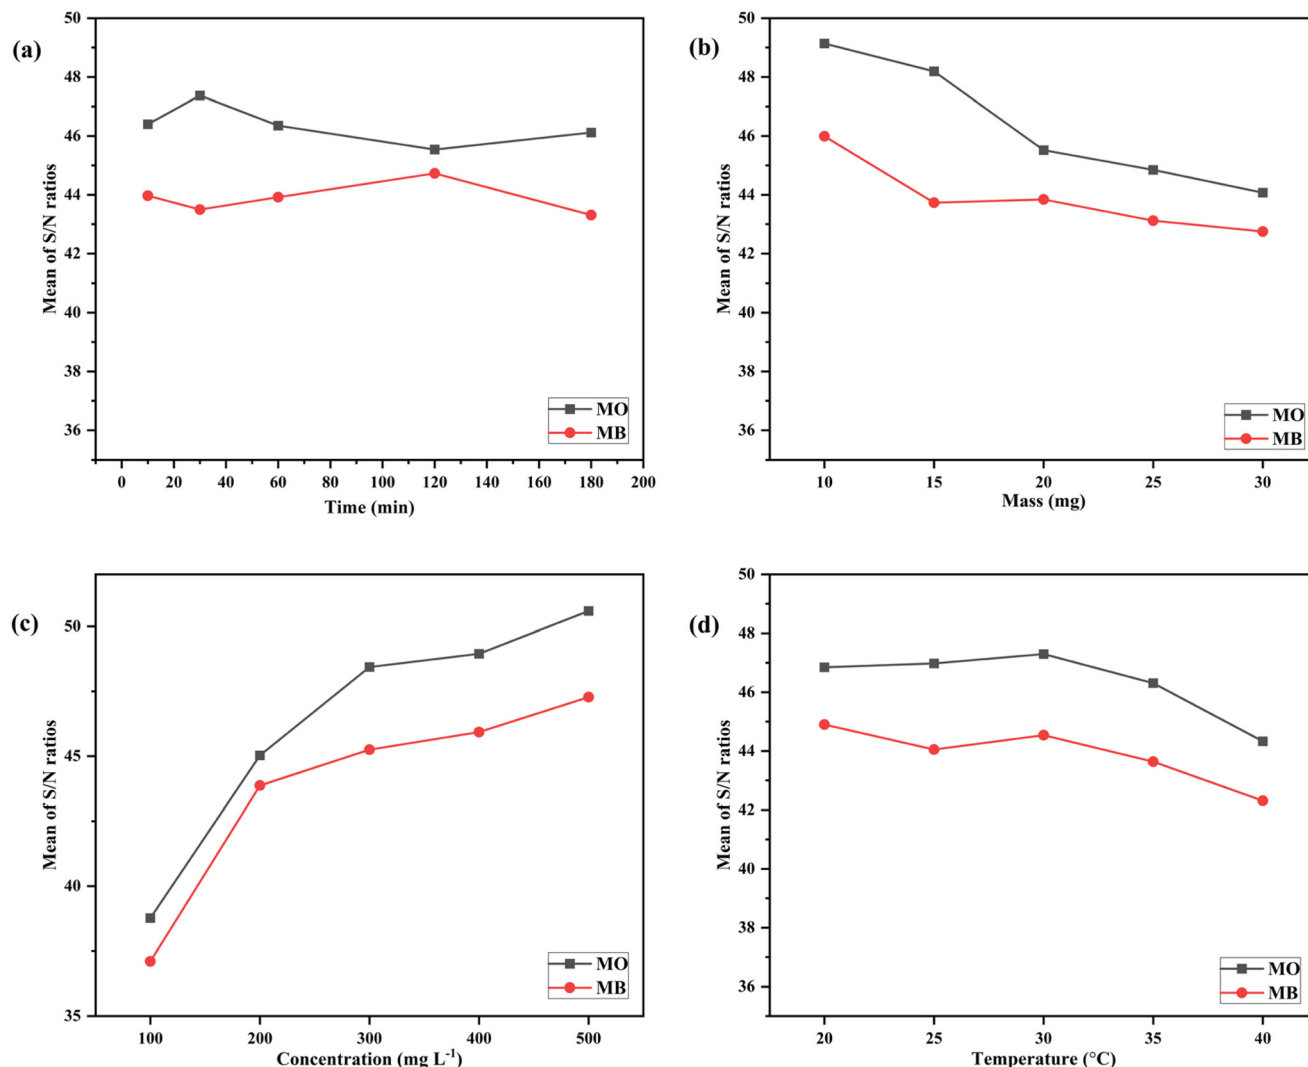 (a)
50
48
46
44
42
40
38
36
Mean of S/N ratios
MO
MB
0 20 40 60 80 100 120 140 160 180 200
Time (min)
(b)
50
48
46
44
42
40
38
36
Mean of S/N ratios
MO
MB
10 15 20 25 30
Mass (mg)
(c)
50
45
40
35
Mean of S/N ratios
MO
MB
100 200 300 400 500
Concentration (mg L⁻¹)
(d)
50
48
46
44
42
40
38
36
Mean of S/N ratios
MO
MB
20 25 30 35 40
Temperature (°C)